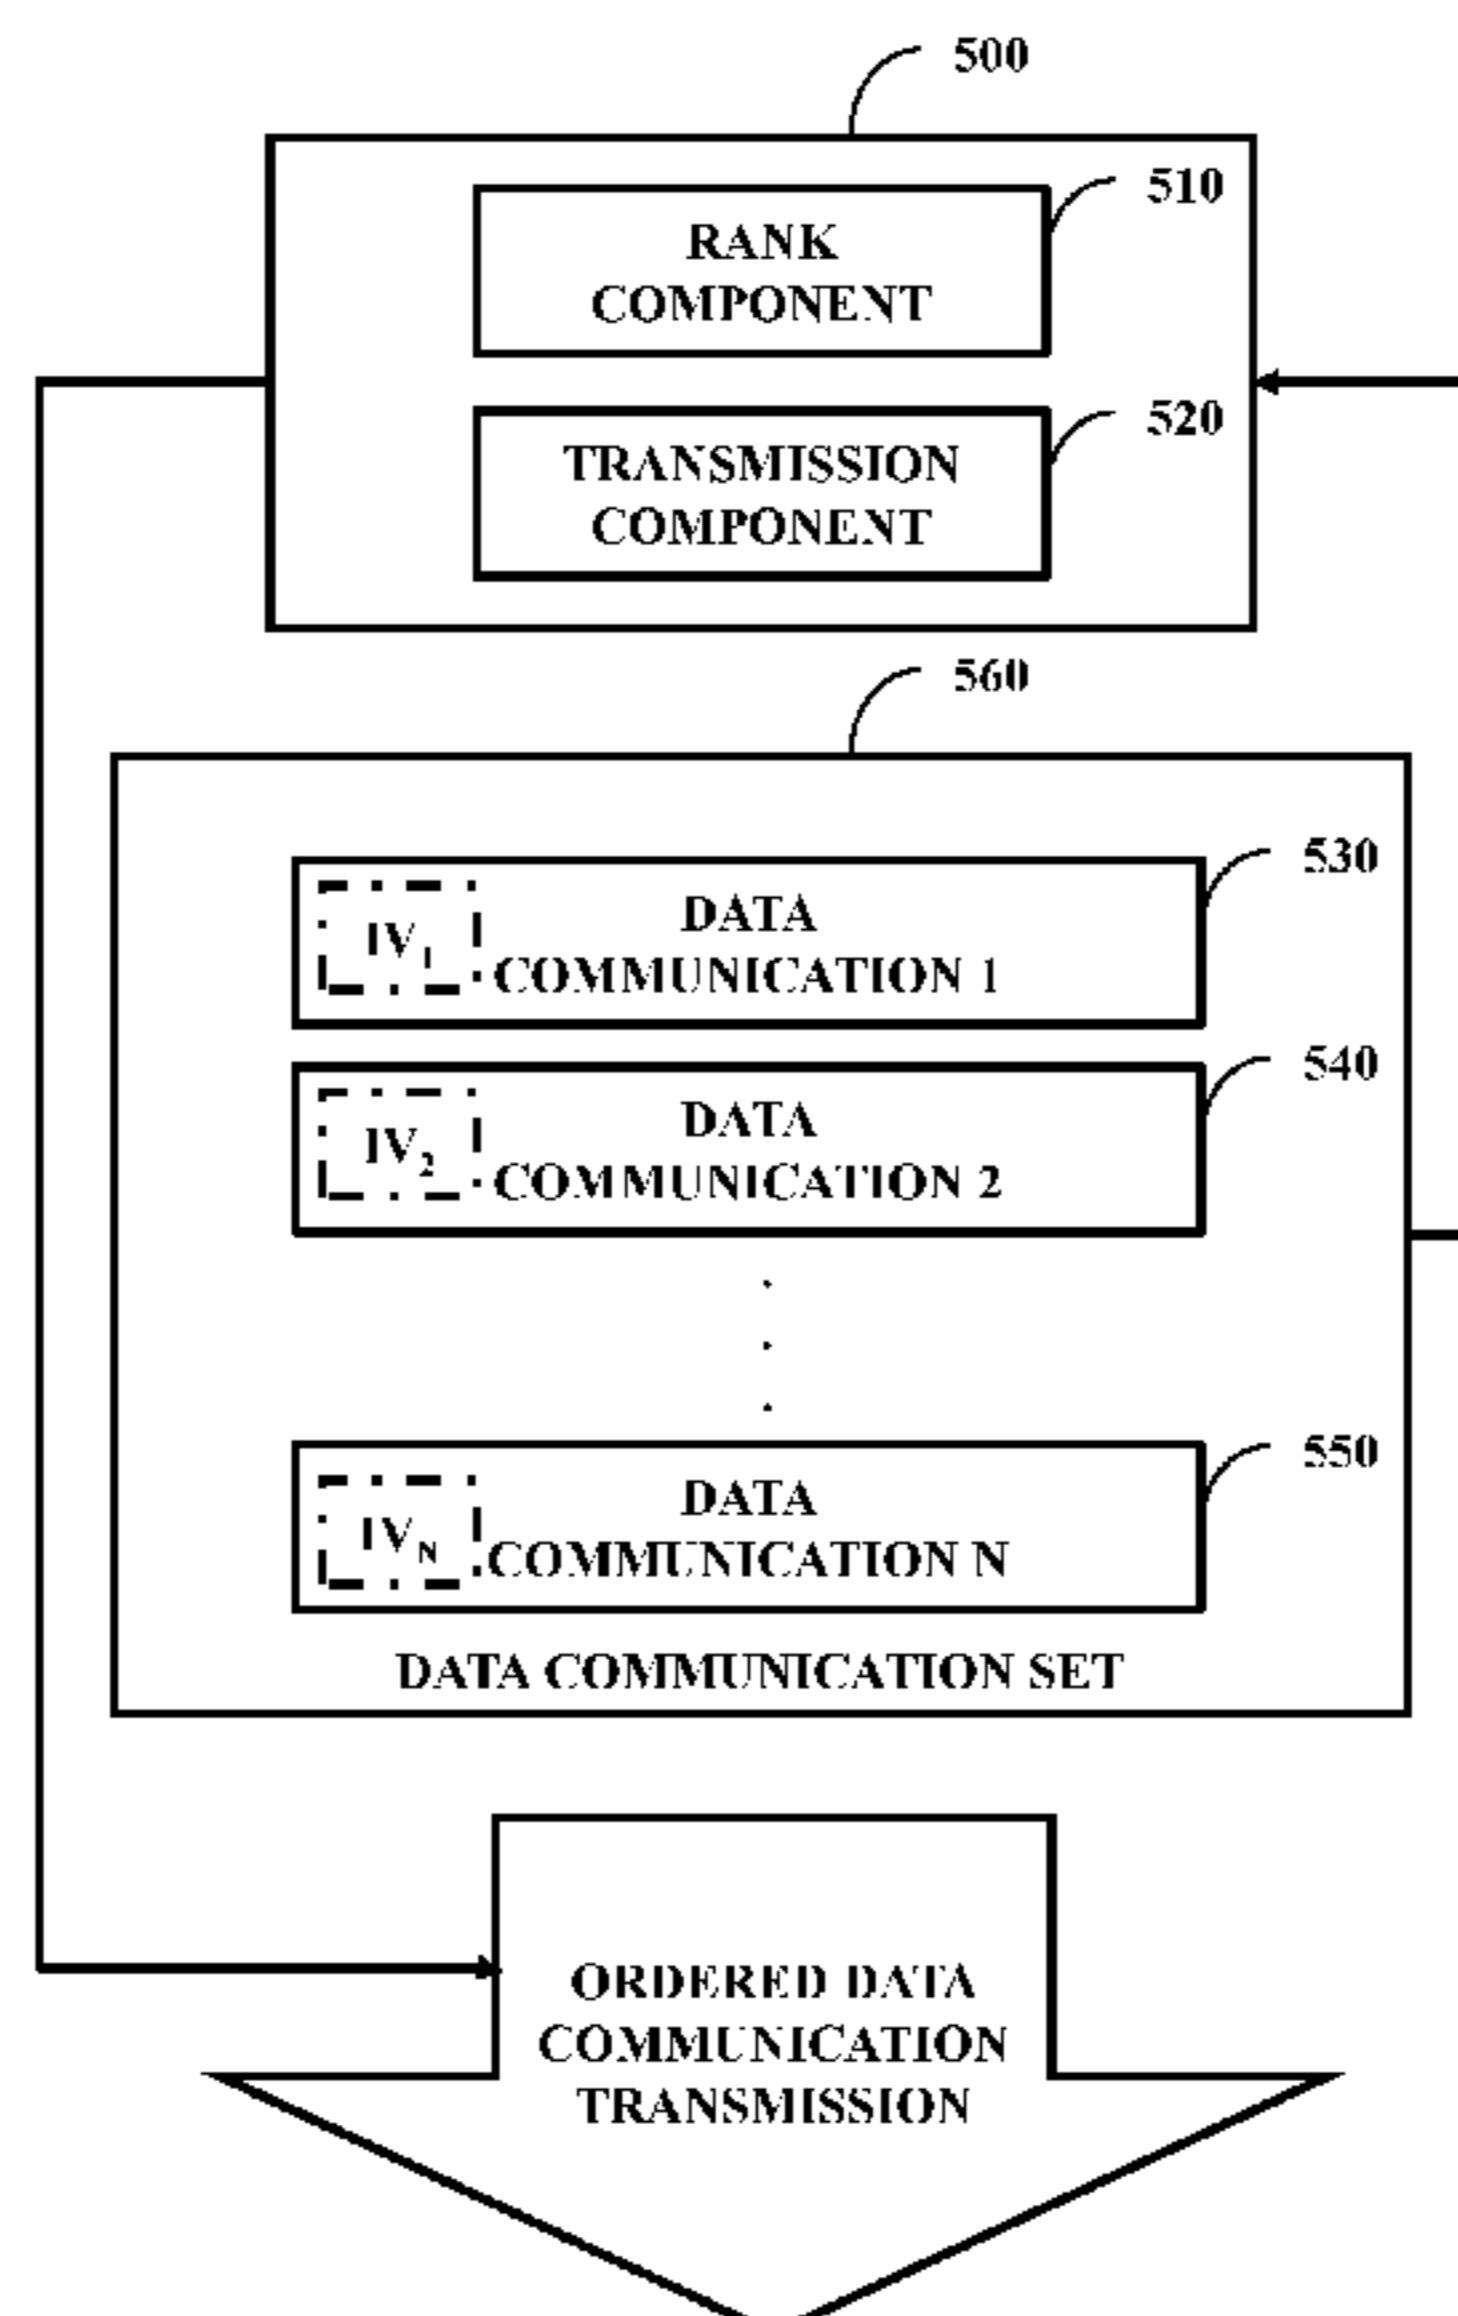 500
510
RANK
COMPONENT
520
TRANSMISSION
COMPONENT
560
530
IV1
DATA
COMMUNICATION 1
540
IV2
DATA
COMMUNICATION 2
.
.
.
550
IVN
DATA
COMMUNICATION N
DATA COMMUNICATION SET
ORDERED DATA
COMMUNICATION
TRANSMISSION